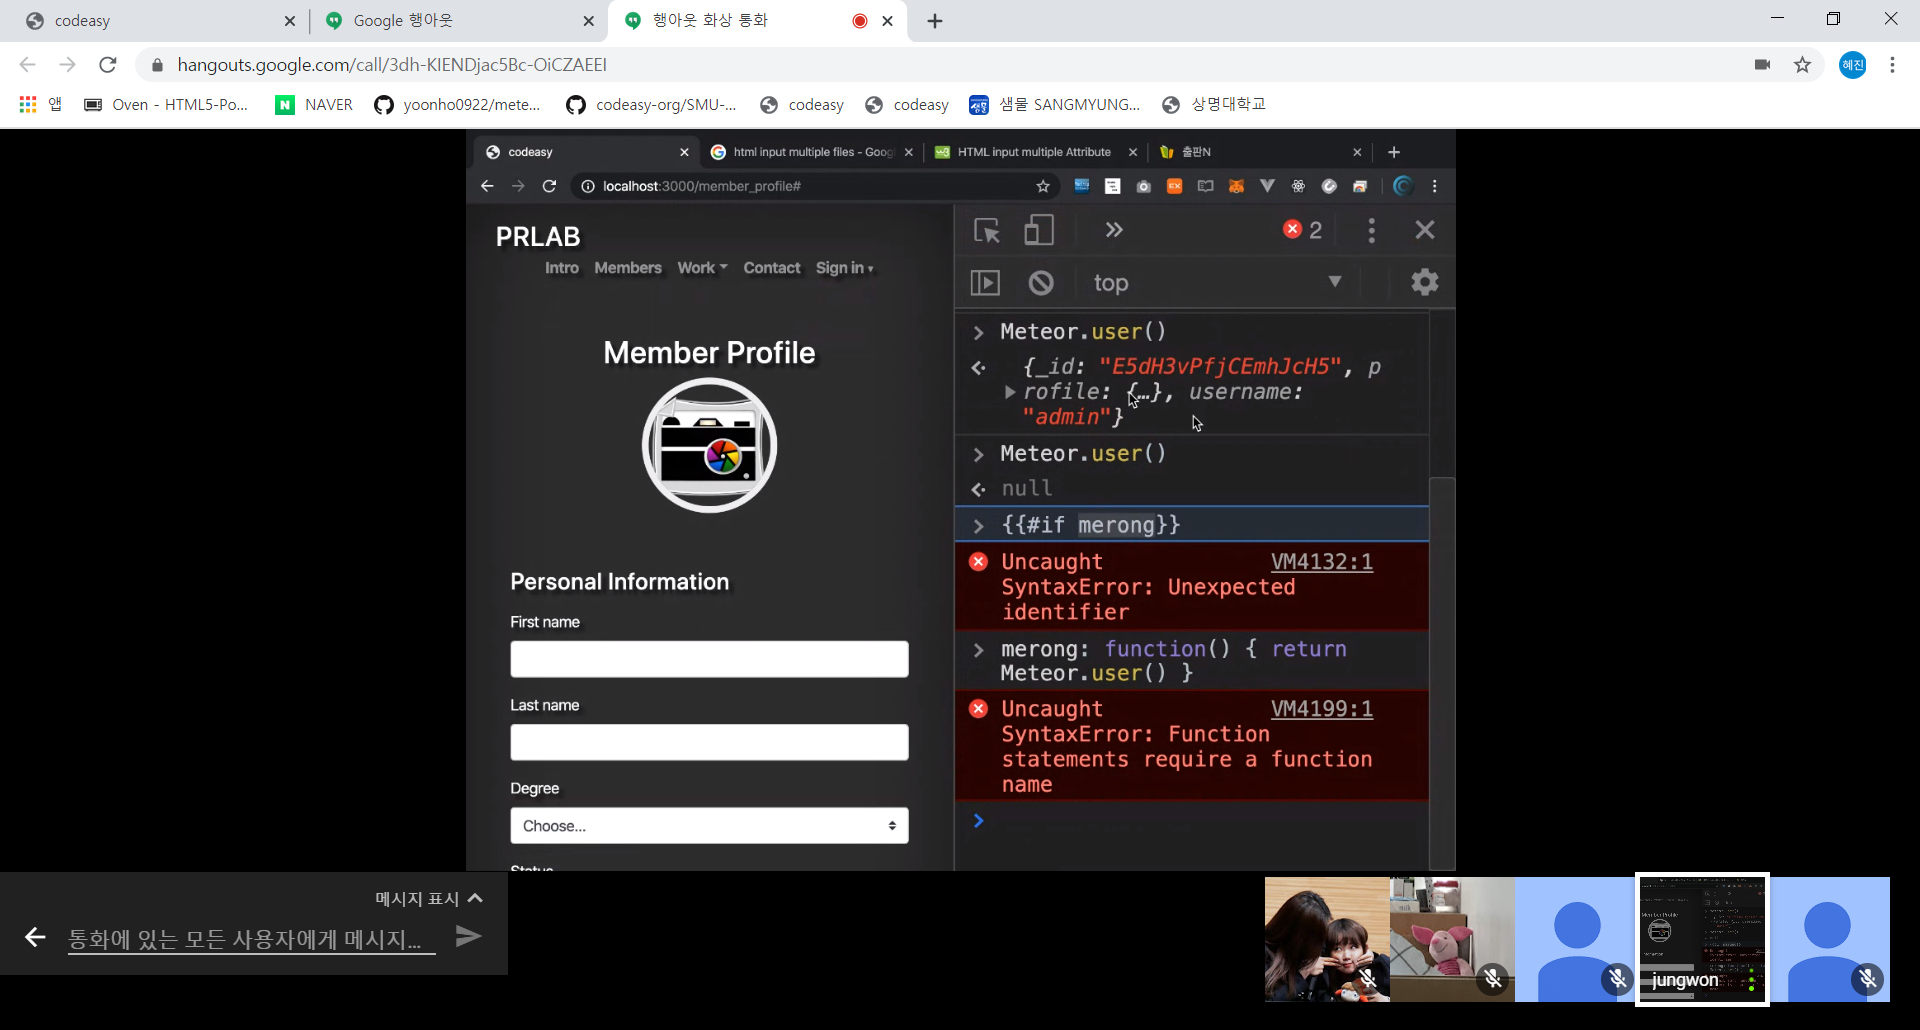 codeasy
Google 행아웃
행아웃 화상 통화
hangouts.google.com/call/3dh-KIENDjac5Bc-OiCZAEEI
혜진
앱
Oven - HTML5-Po...
NAVER
yoonho0922/mete...
codeasy-org/SMU-...
codeasy
codeasy
샘물 SANGMYUNG...
상명대학교
codeasy
html input multiple files - Goog
HTML input multiple Attribute
출판N
localhost:3000/member_profile#
PRLAB
Intro
Members
Work
Contact
Sign in
2
top
Member Profile
Meteor.user()
{_id: "E5dH3vPfjCEmhJcH5", p
rofile: {…}, username:
"admin"}
Meteor.user()
null
{{#if merong}}
Uncaught VM4132:1
SyntaxError: Unexpected
identifier
merong: function() { return
Meteor.user() }
Uncaught VM4199:1
SyntaxError: Function
statements require a function
name
Personal Information
First name
Last name
Degree
Choose...
Status
메시지 표시
통화에 있는 모든 사용자에게 메시지...
jungwon